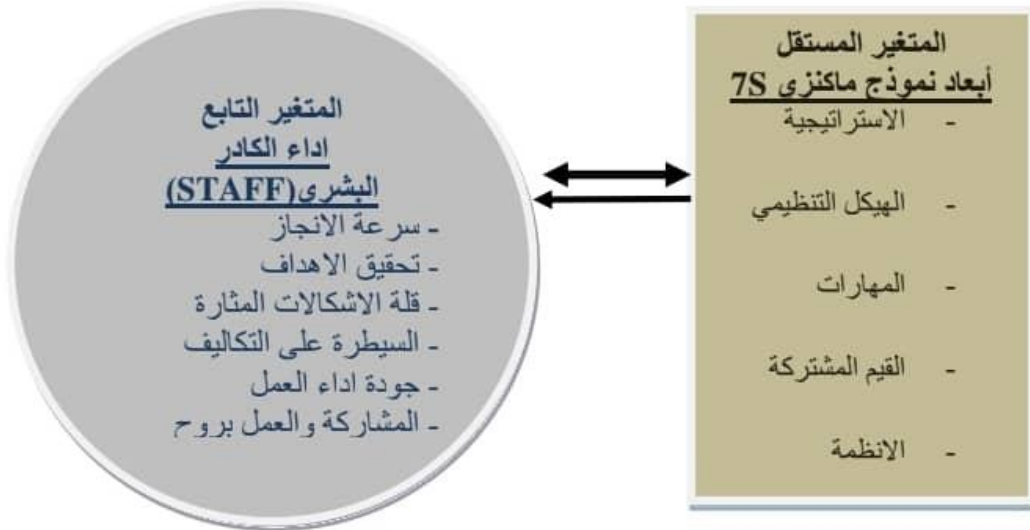 المتغير المستقل
أبعاد نموذج ماكنزي 7S
- الاستراتيجية
- الهيكل التنظيمي
- المهارات
- القيم المشتركة
- الانظمة
المتغير التابع
اداء الكادر
البشري(STAFF)
- سرعة الانجاز
- تحقيق الاهداف
- قلة الاشكالات المثارة
- السيطرة على التكاليف
- جودة اداء العمل
- المشاركة والعمل بروح